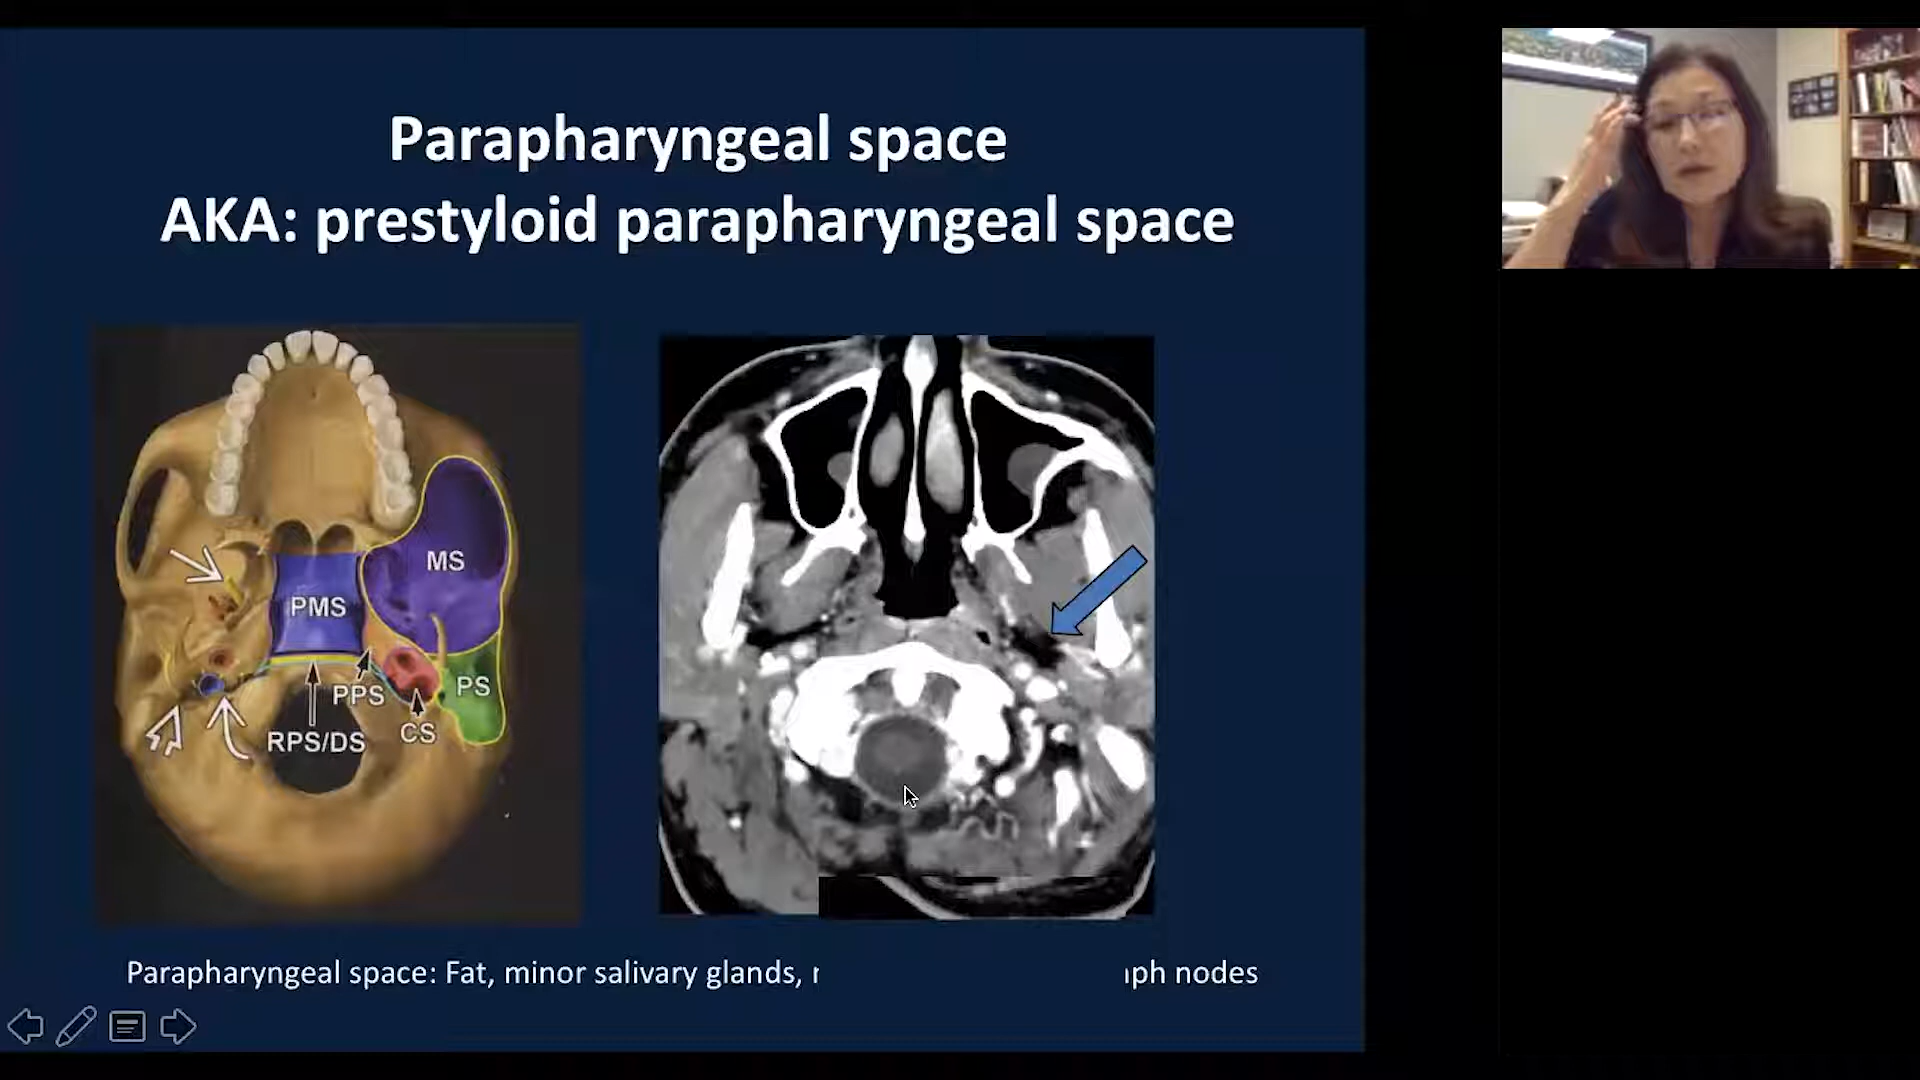 Parapharyngeal space
AKA: prestyloid parapharyngeal space
MS
PMS
PS
PPS
CS
RPS/DS
Parapharyngeal space: Fat, minor salivary glands, nodes